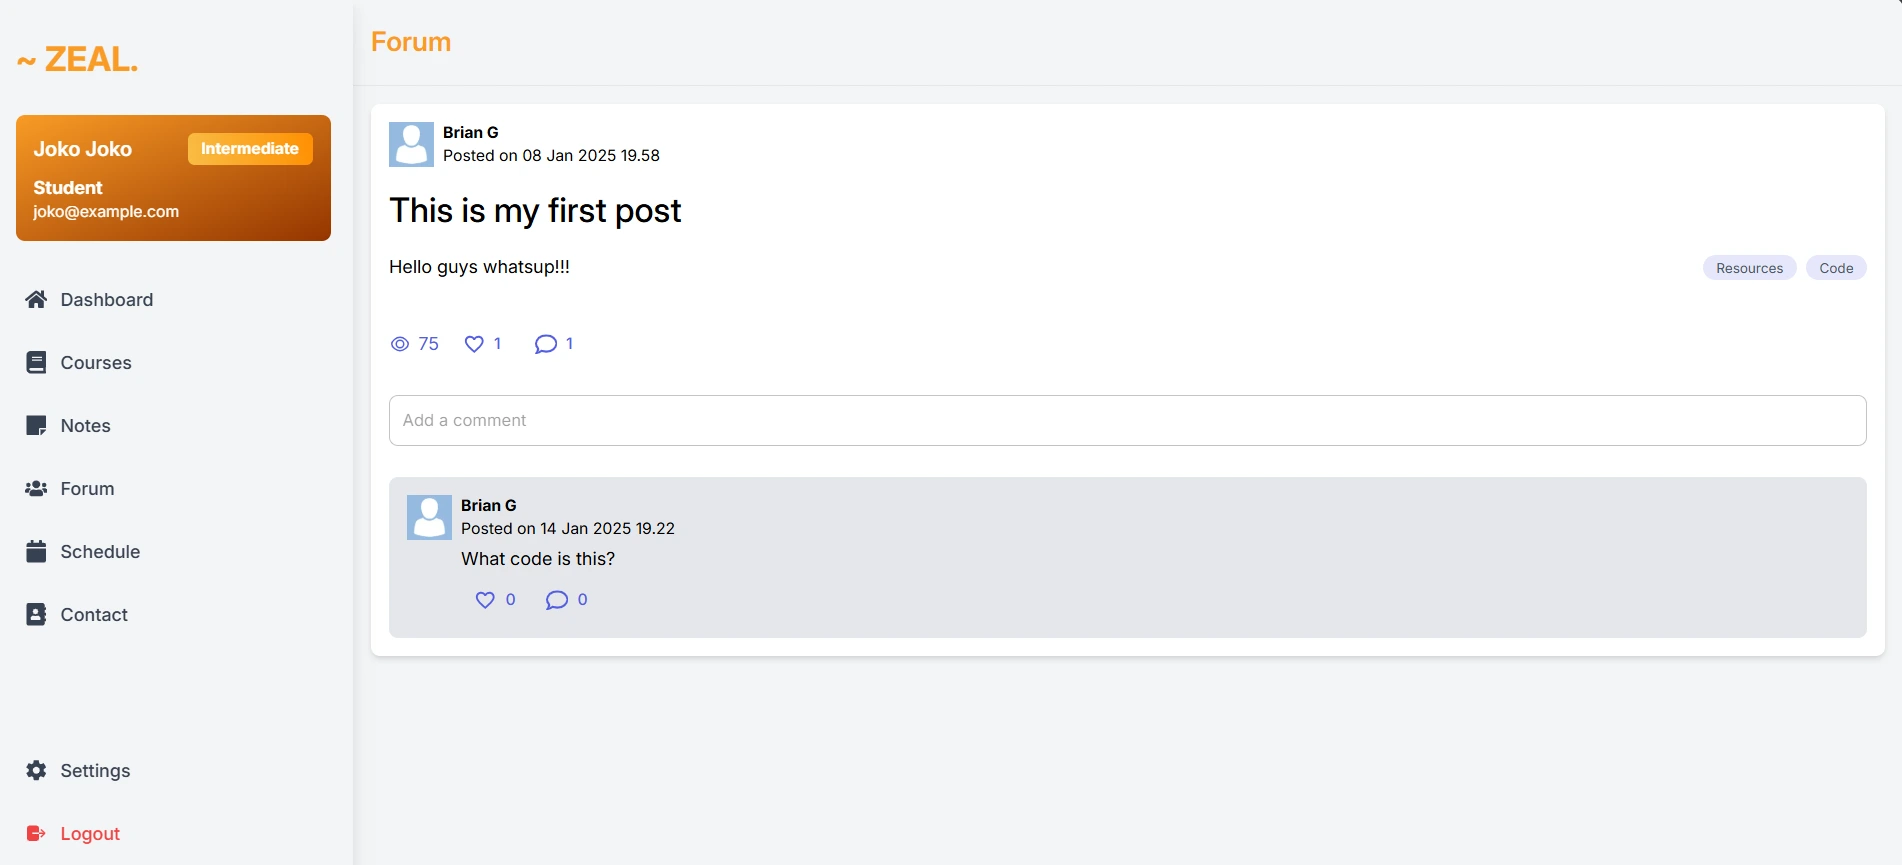 ~ ZEAL.
Joko Joko
Intermediate
Student
joko@example.com
Dashboard
Courses
Notes
Forum
Schedule
Contact
Settings
Logout
Forum
Brian G
Posted on 08 Jan 2025 19.58
This is my first post
Hello guys whatsup!!!
Resources Code
75 1 1
Add a comment
Brian G
Posted on 14 Jan 2025 19.22
What code is this?
0 0